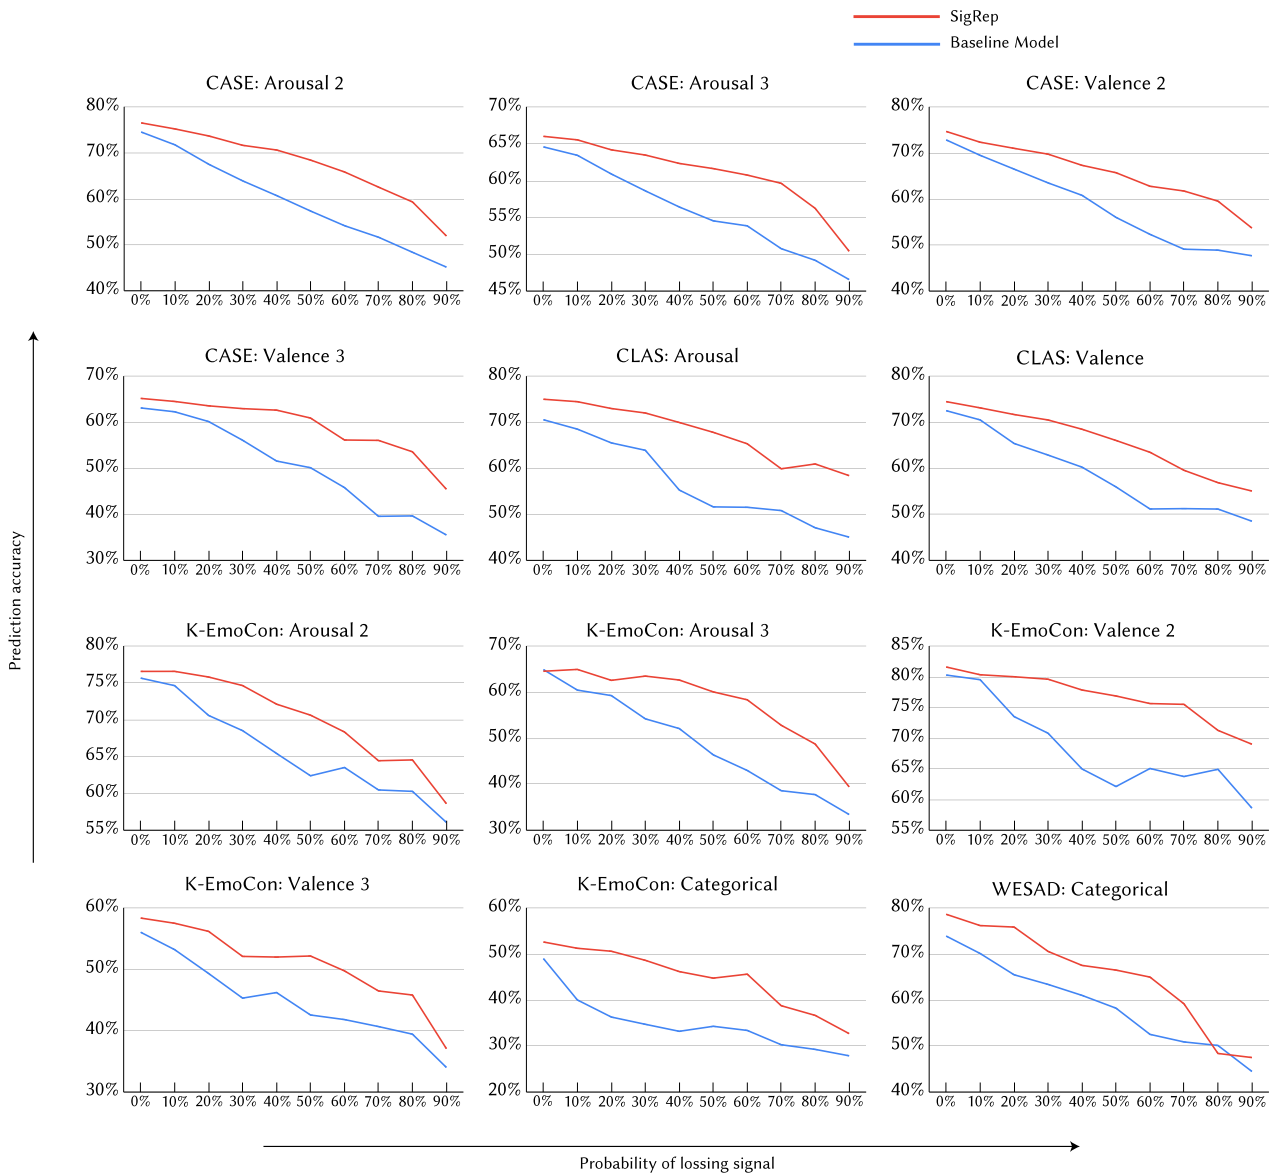 SigRep
Baseline Model
CASE: Arousal 2
80%
70%
60%
50%
40%
0% 10% 20% 30% 40% 50% 60% 70% 80% 90%
CASE: Arousal 3
70%
65%
60%
55%
50%
45%
0% 10% 20% 30% 40% 50% 60% 70% 80% 90%
CASE: Valence 2
80%
70%
60%
50%
40%
0% 10% 20% 30% 40% 50% 60% 70% 80% 90%
CASE: Valence 3
70%
60%
50%
40%
30%
0% 10% 20% 30% 40% 50% 60% 70% 80% 90%
CLAS: Arousal
80%
70%
60%
50%
40%
0% 10% 20% 30% 40% 50% 60% 70% 80% 90%
CLAS: Valence
80%
70%
60%
50%
40%
0% 10% 20% 30% 40% 50% 60% 70% 80% 90%
K-EmoCon: Arousal 2
80%
75%
70%
65%
60%
55%
0% 10% 20% 30% 40% 50% 60% 70% 80% 90%
K-EmoCon: Arousal 3
70%
60%
50%
40%
30%
0% 10% 20% 30% 40% 50% 60% 70% 80% 90%
K-EmoCon: Valence 2
85%
80%
75%
70%
65%
60%
55%
0% 10% 20% 30% 40% 50% 60% 70% 80% 90%
K-EmoCon: Valence 3
60%
50%
40%
30%
0% 10% 20% 30% 40% 50% 60% 70% 80% 90%
K-EmoCon: Categorical
60%
50%
40%
30%
20%
0% 10% 20% 30% 40% 50% 60% 70% 80% 90%
WESAD: Categorical
80%
70%
60%
50%
40%
0% 10% 20% 30% 40% 50% 60% 70% 80% 90%
Prediction accuracy
Probability of lossing signal